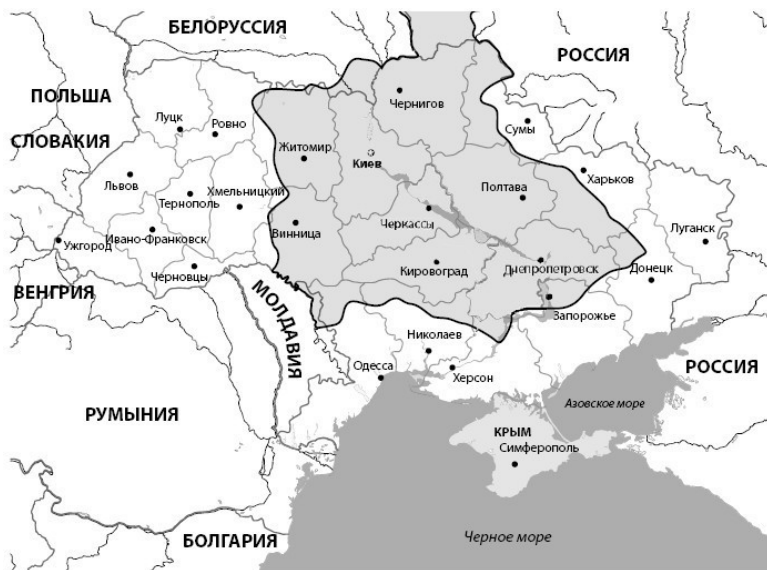 БЕЛОРУССИЯ
РОССИЯ
ПОЛЬША
Чернигов
Луцк
Ровно
Сумы
СЛОВАКИЯ
Житомир
Киев
Харьков
Львов
Тернополь
Хмельницкий
Полтава
Черкассы
Винница
Луганск
Ужгород
Ивано-Франковск
Кировоград
Днепропетровск
Черновцы
Донецк
ВЕНГРИЯ
МОЛДАВИЯ
Запорожье
Николаев
Одесса
Херсон
РОССИЯ
РУМЫНИЯ
Азовское море
КРЫМ
Симферополь
БОЛГАРИЯ
Черное море